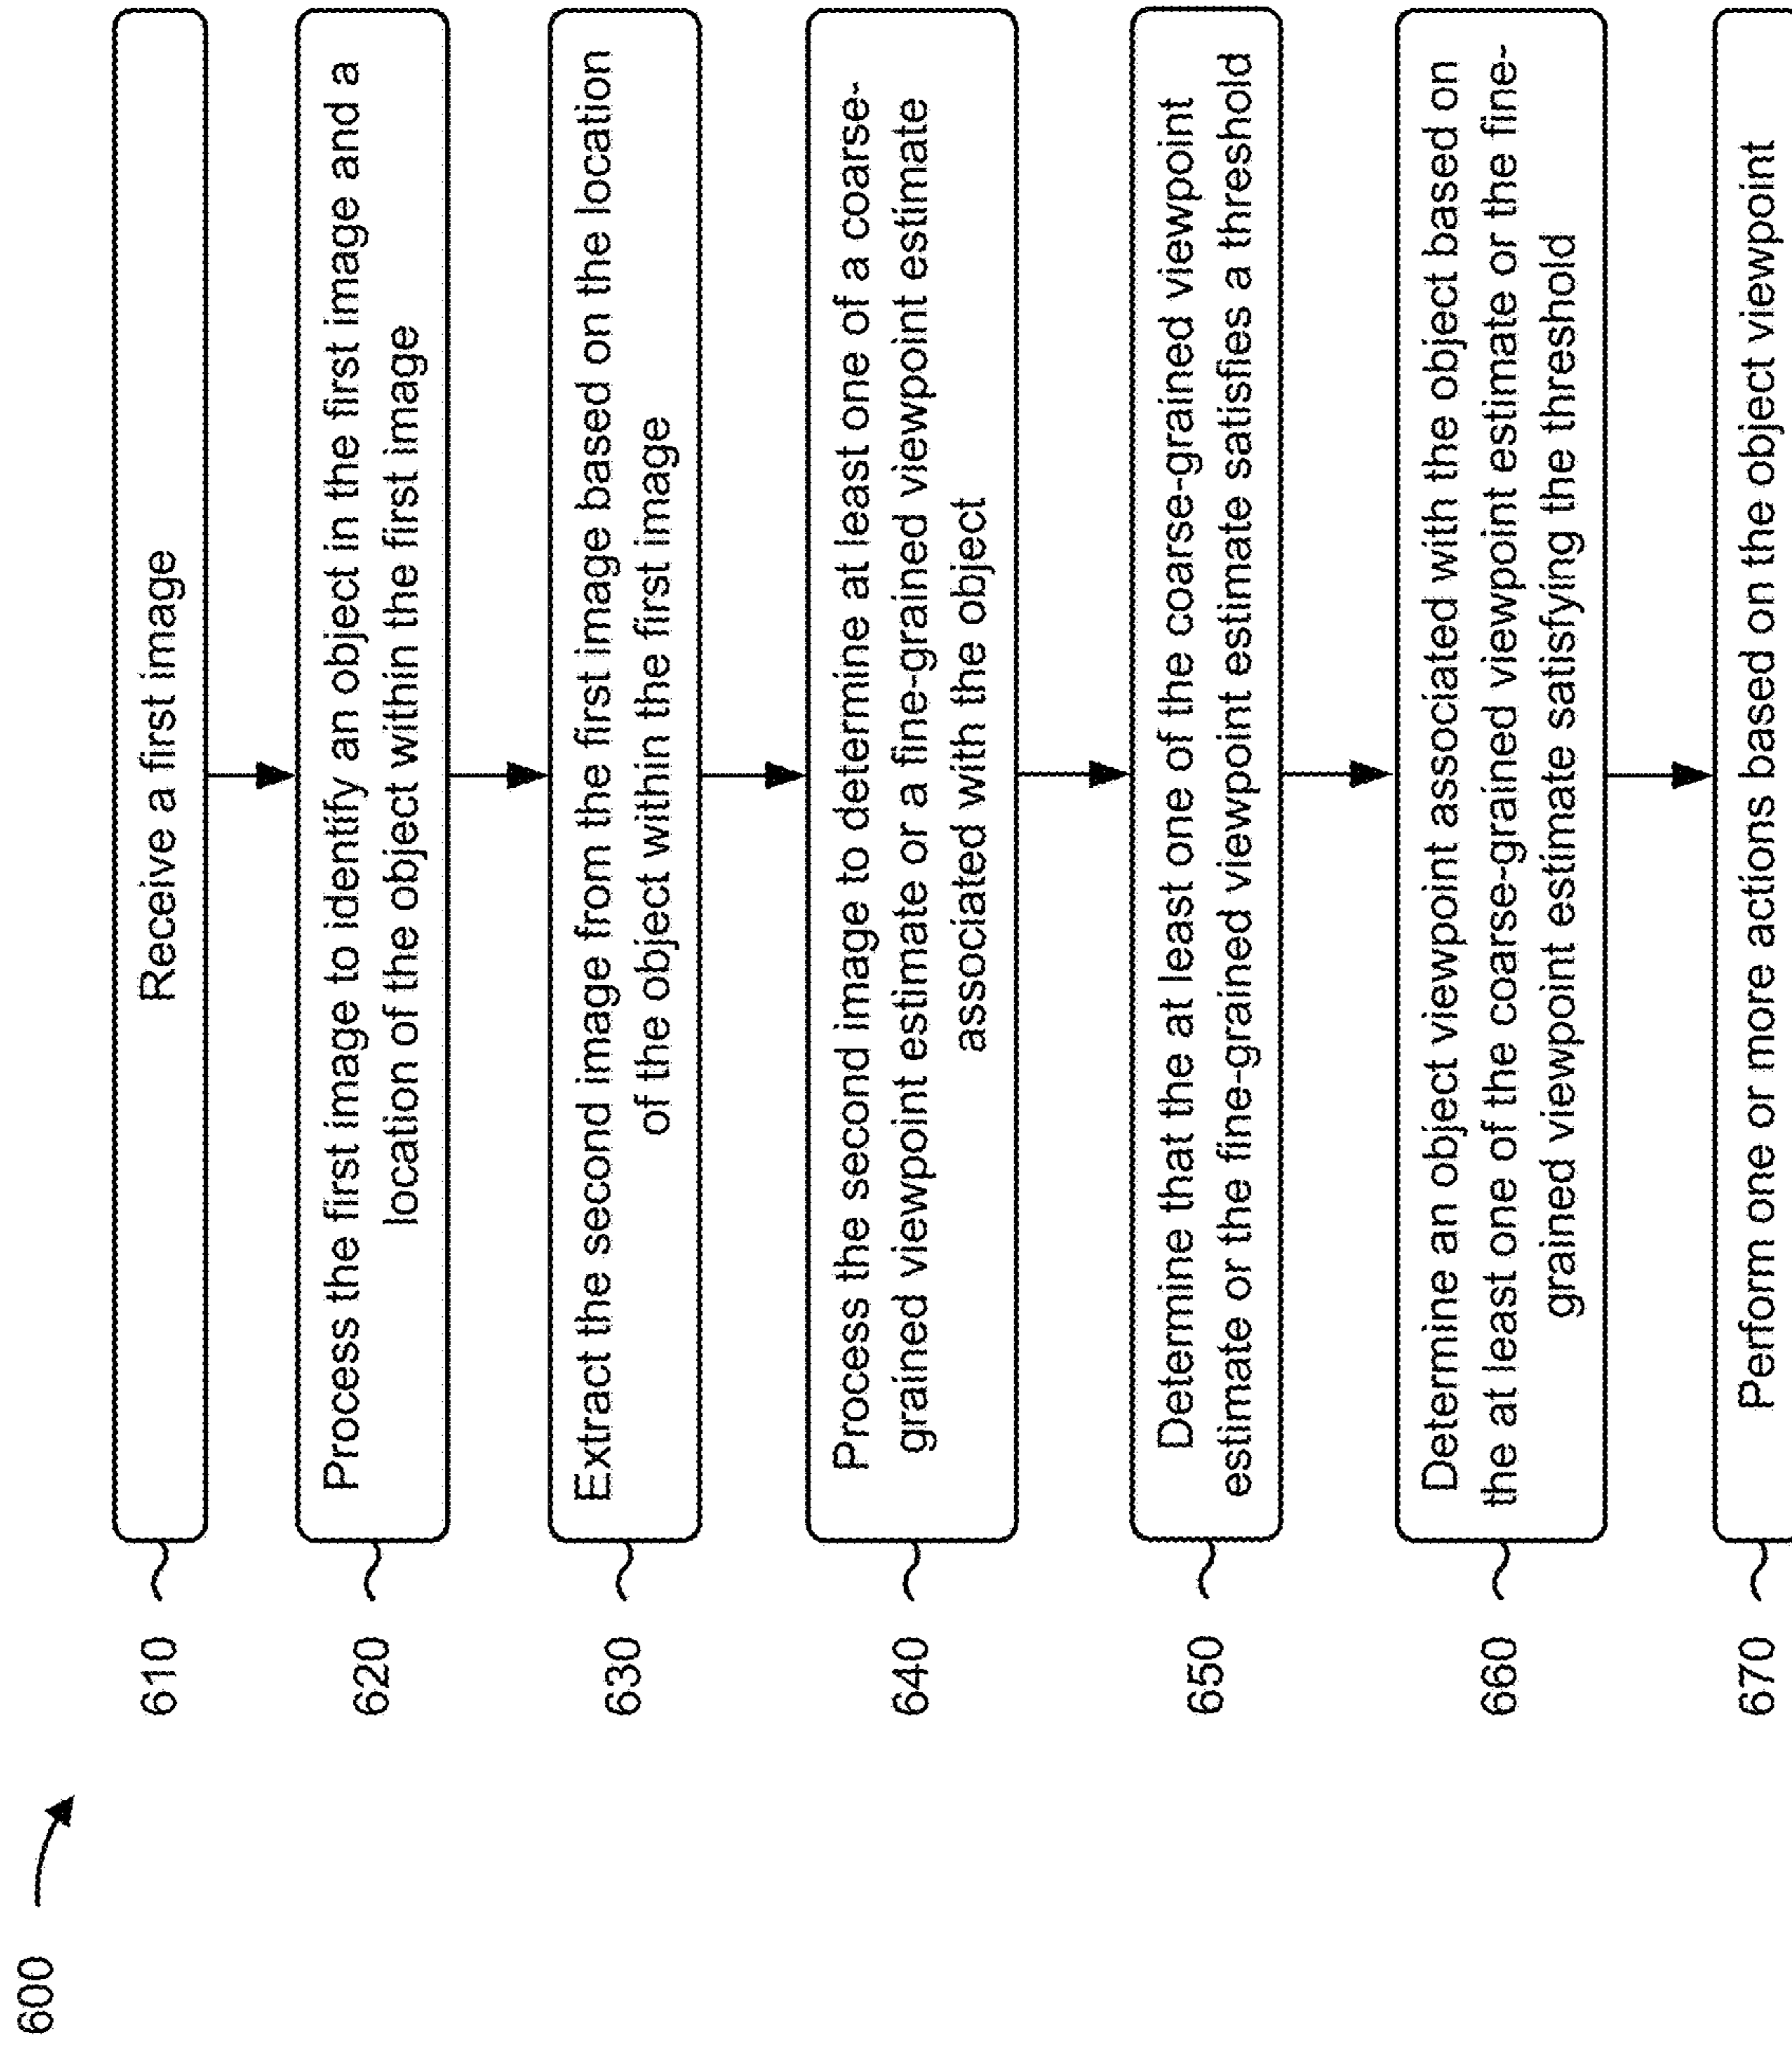 600
610
Receive a first image
620
Process the first image to identify an object in the first image and a
location of the object within the first image
630
Extract the second image from the first image based on the location
of the object within the first image
640
Process the second image to determine at least one of a coarse-
grained viewpoint estimate or a fine-grained viewpoint estimate
associated with the object
650
Determine that the at least one of the coarse-grained viewpoint
estimate or the fine-grained viewpoint estimate satisfies a threshold
660
Determine an object viewpoint associated with the object based on
the at least one of the coarse-grained viewpoint estimate or the fine-
grained viewpoint estimate satisfying the threshold
670
Perform one or more actions based on the object viewpoint